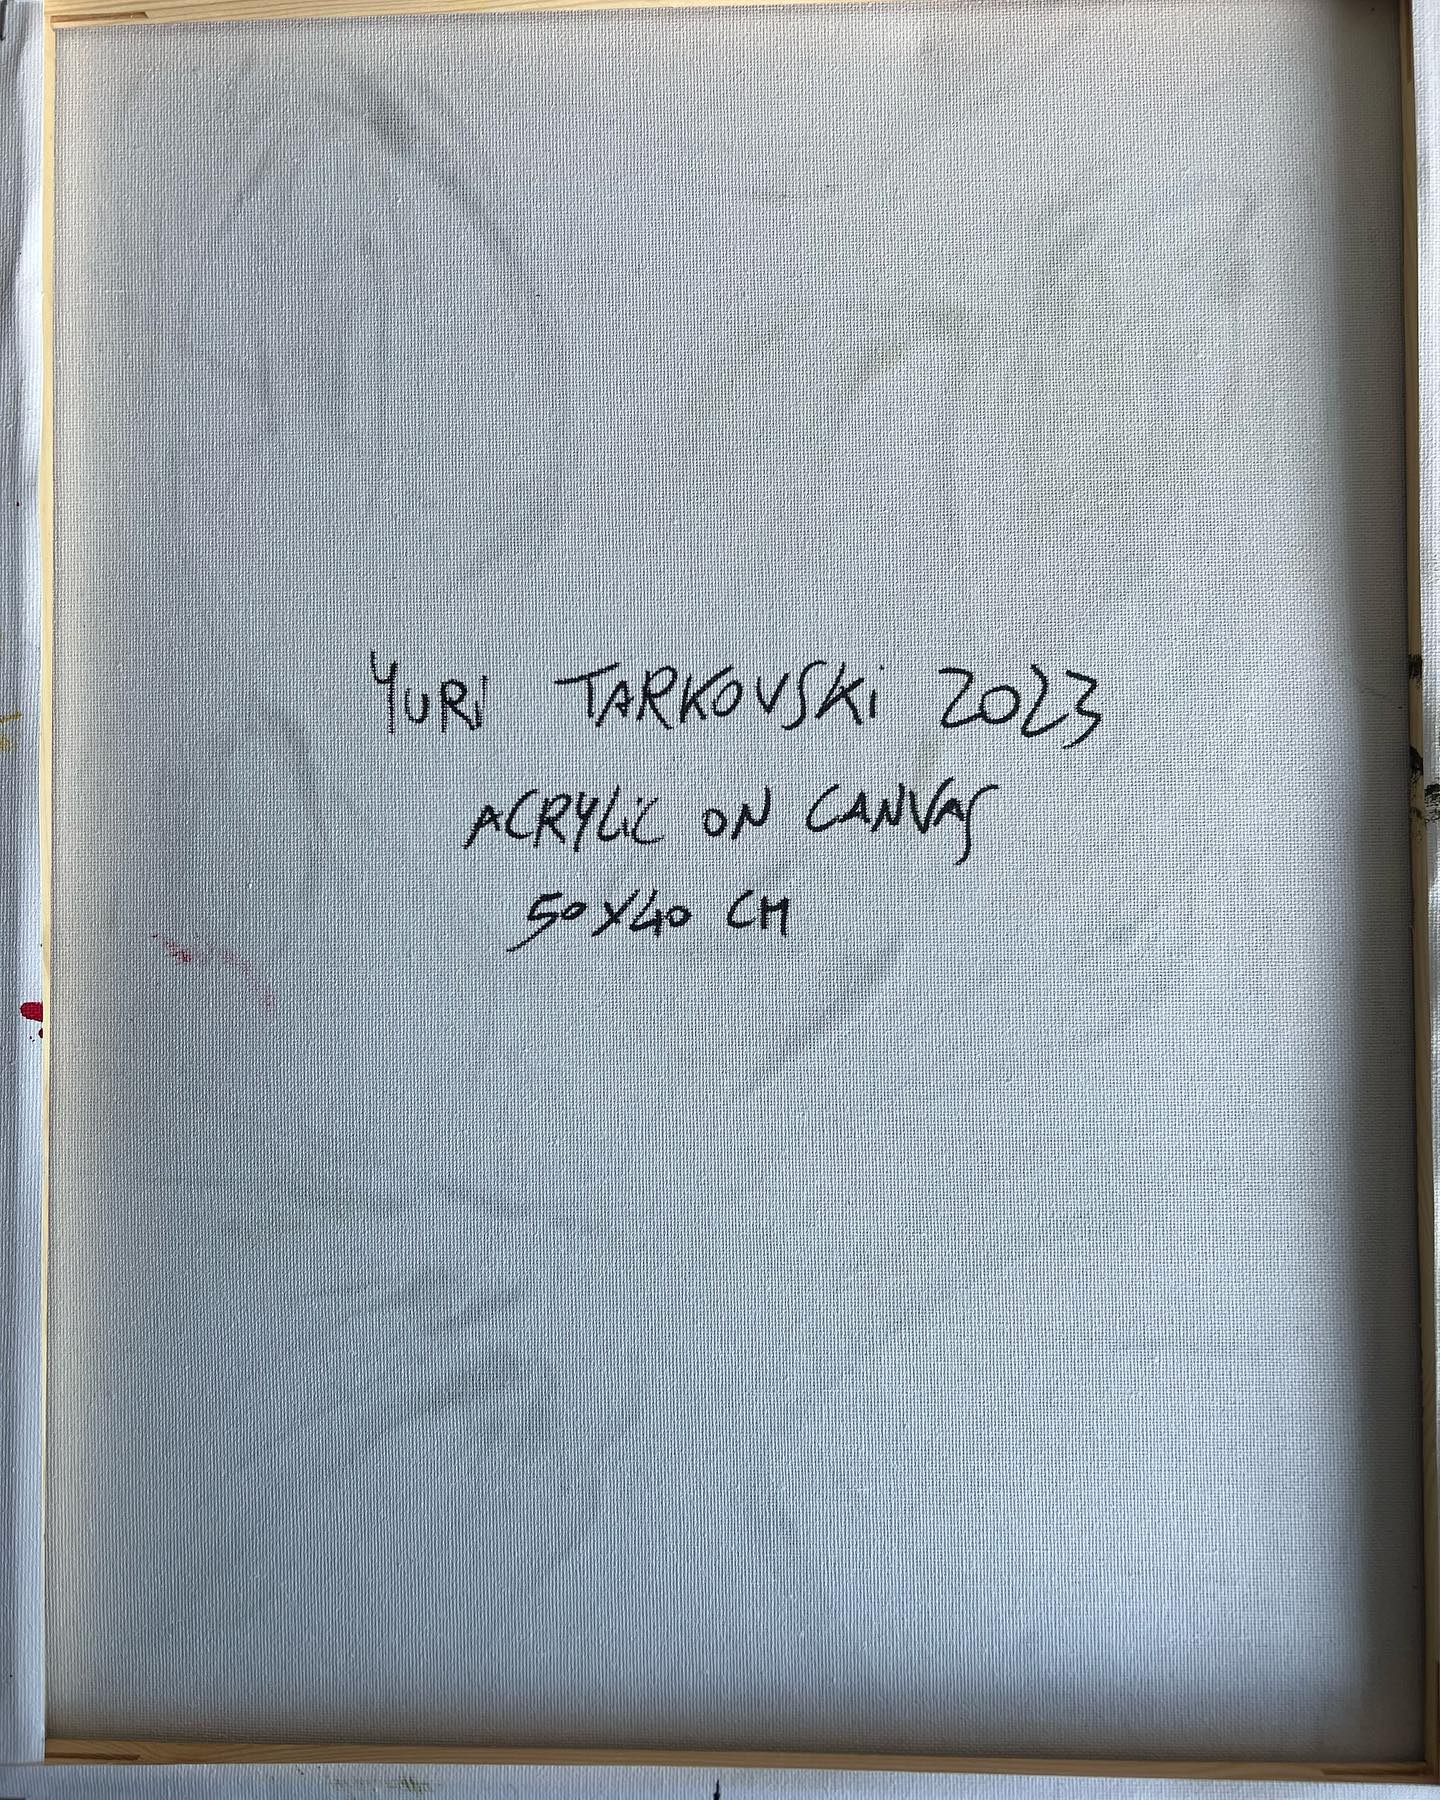 YURI TARKOVSKI 2023
ACRYLIC ON CANVAS
50X40 CM